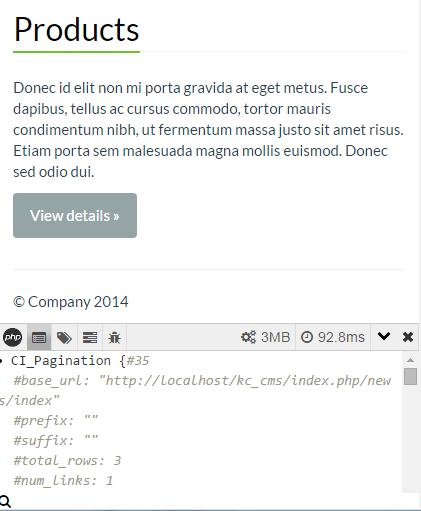 Products
Donec id elit non mi porta gravida at eget metus. Fusce
dapibus, tellus ac cursus commodo, tortor mauris
condimentum nibh, ut fermentum massa justo sit amet risus.
Etiam porta sem malesuada magna mollis euismod. Donec
sed odio dui.
View details »
© Company 2014
php 3MB 92.8ms
CI_Pagination {#35
#base_url: "http://localhost/kc_cms/index.php/new
s/index"
#prefix: ""
#suffix: ""
#total_rows: 3
#num_links: 1